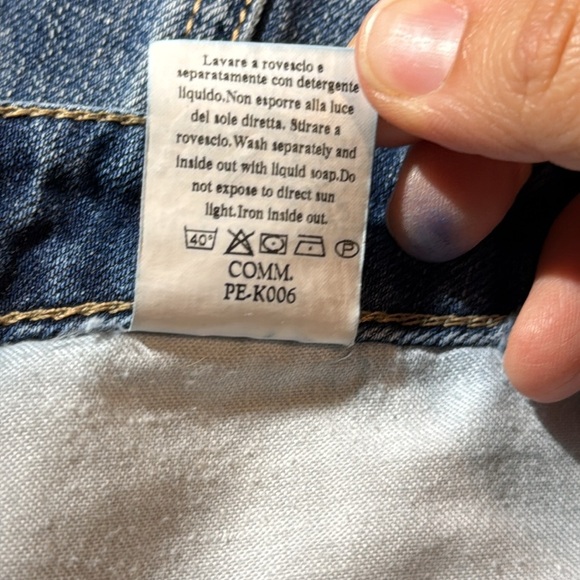 Lavare a rovescio e
separatamente con detergente
liquido.Non esporre alla luce
del sole diretta. Stirare a
rovescio.Wash separately and
inside out with liquid soap.Do
not expose to direct sun
light.Iron inside out.
40° P
COMM.
PE-K006